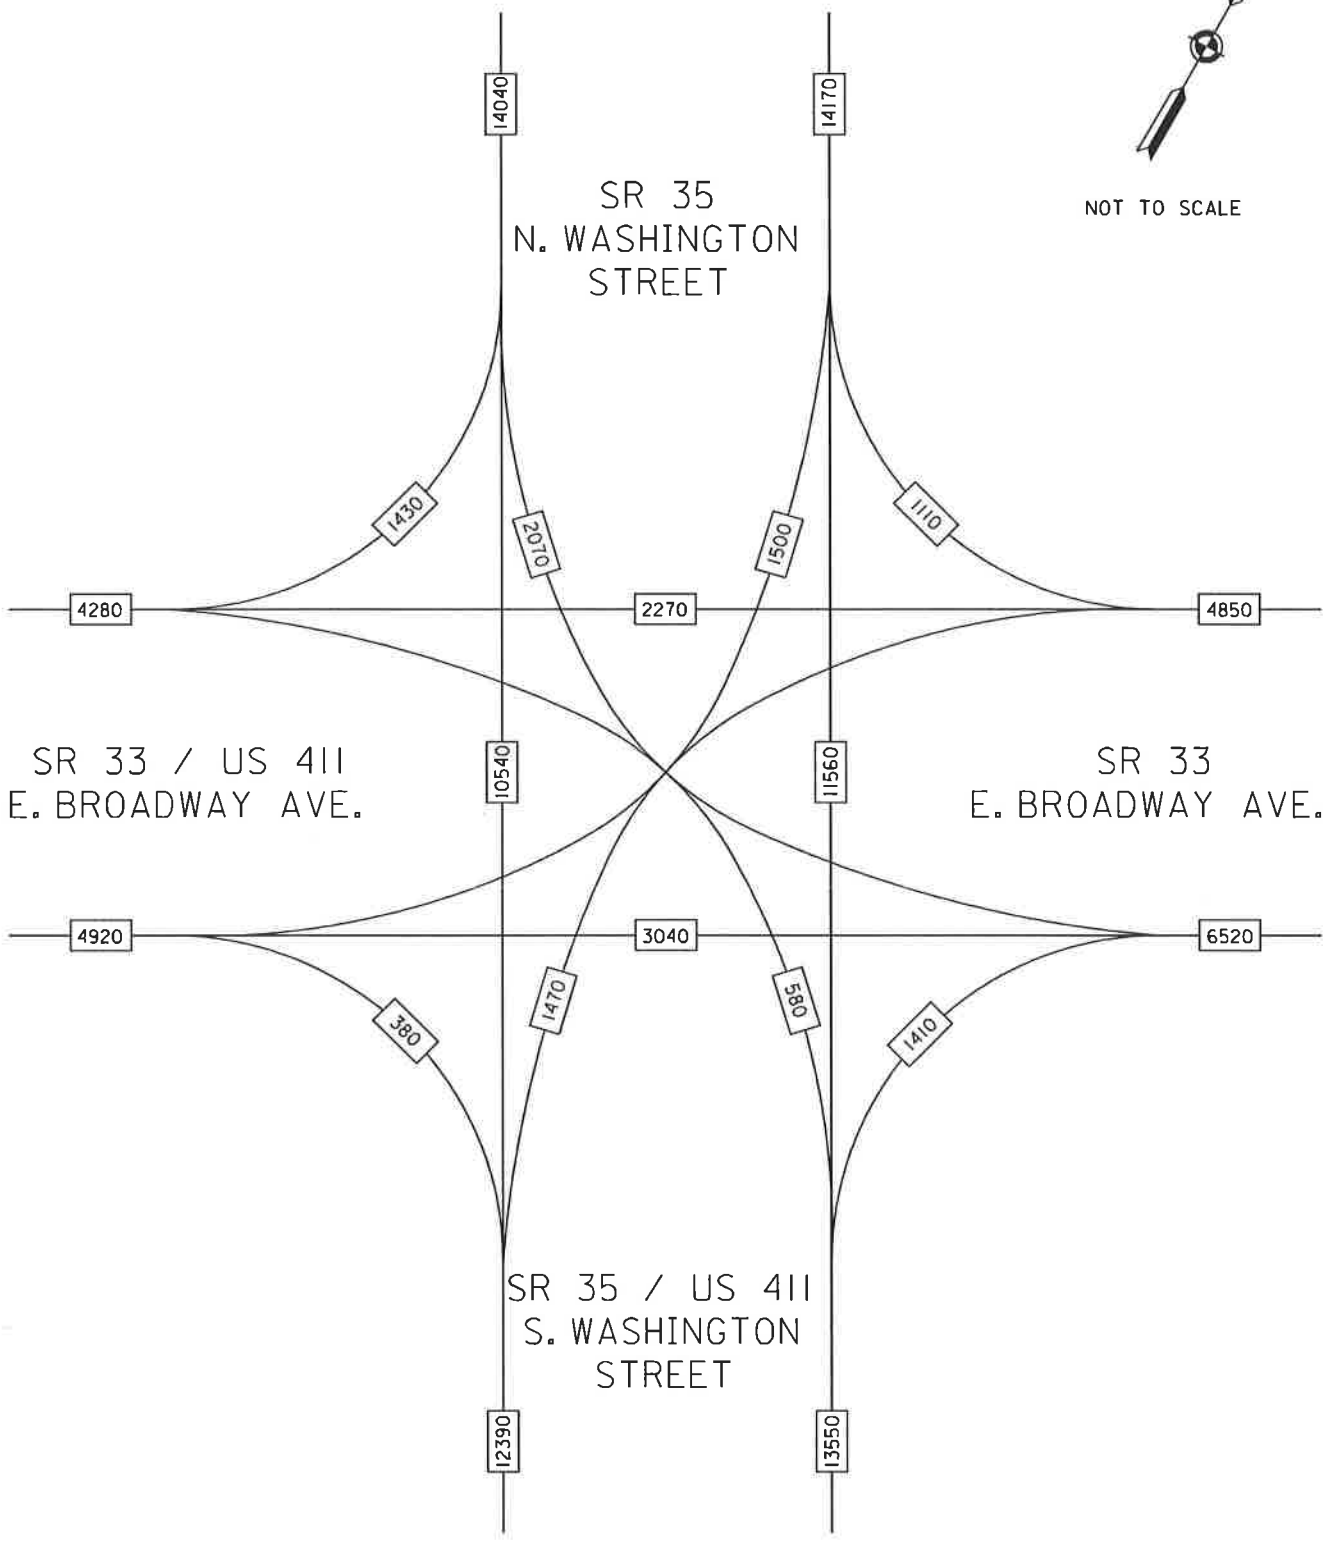 14040
14170
SR 35
N. WASHINGTON
STREET
NOT TO SCALE
1430
2070
1500
1110
4280
2270
4850
SR 33 / US 411
E. BROADWAY AVE.
10540
11560
SR 33
E. BROADWAY AVE.
4920
3040
6520
380
1470
580
1410
SR 35 / US 411
S. WASHINGTON
STREET
12390
13550